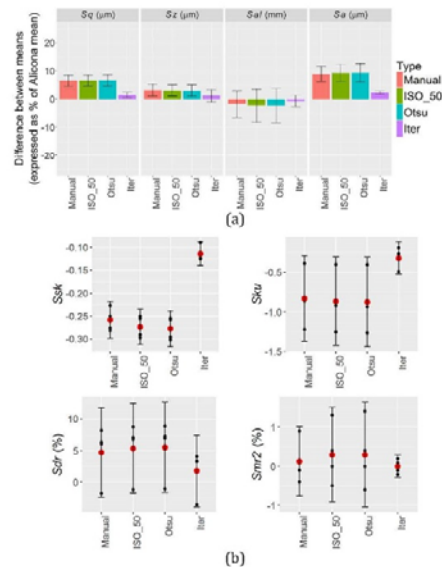 Sq (μm) Sz (μm) Sal (mm) Sa (μm)
Difference between means
(expressed as % of Alicona mean)
20
10
0
-10
-20
Type
Manual
ISO_50
Otsu
Iter
Manual ISO_50 Otsu Iter Manual ISO_50 Otsu Iter Manual ISO_50 Otsu Iter Manual ISO_50 Otsu Iter
(a)
Ssk
-0.10
-0.15
-0.20
-0.25
-0.30
Manual ISO_50 Otsu Iter
Sku
-0.5
-1.0
-1.5
Manual ISO_50 Otsu Iter
Sdr (%)
10
5
0
Manual ISO_50 Otsu Iter
Smr2 (%)
1
0
-1
Manual ISO_50 Otsu Iter
(b)